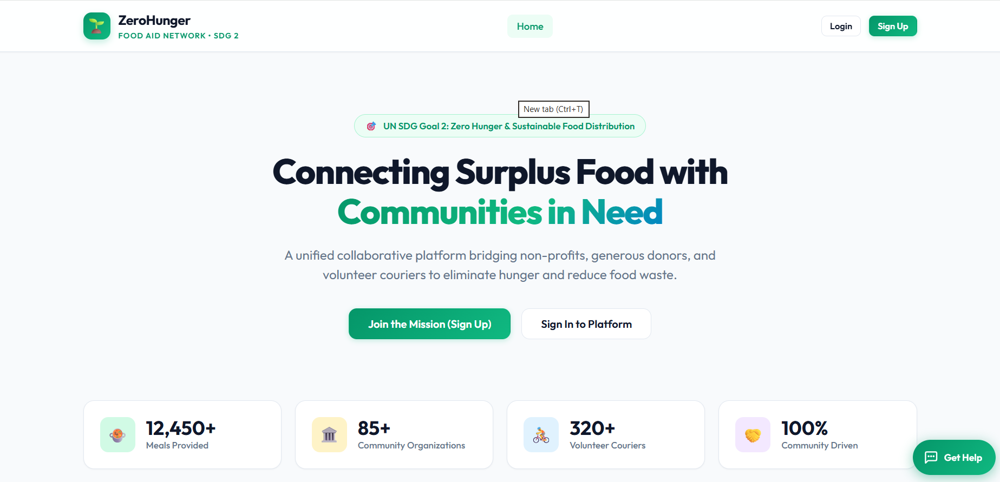 ZeroHunger
FOOD AID NETWORK • SDG 2
Home
Login
Sign Up
New tab (Ctrl+T)
UN SDG Goal 2: Zero Hunger & Sustainable Food Distribution
Connecting Surplus Food with
Communities in Need
A unified collaborative platform bridging non-profits, generous donors, and
volunteer couriers to eliminate hunger and reduce food waste.
Join the Mission (Sign Up)
Sign In to Platform
12,450+
Meals Provided
85+
Community Organizations
320+
Volunteer Couriers
100%
Community Driven
Get Help